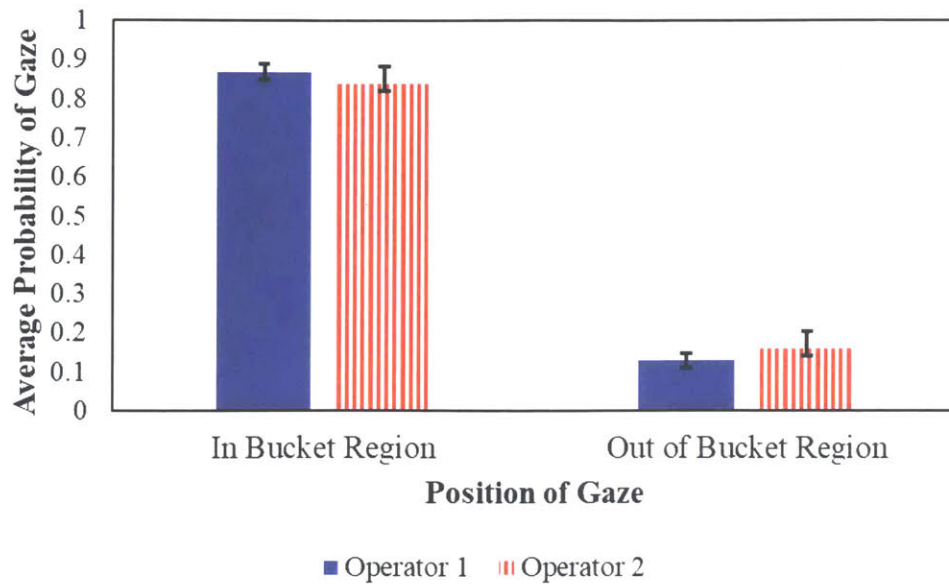 Average Probability of Gaze
1
0.9
0.8
0.7
0.6
0.5
0.4
0.3
0.2
0.1
0
In Bucket Region
Out of Bucket Region
Position of Gaze
Operator 1
Operator 2